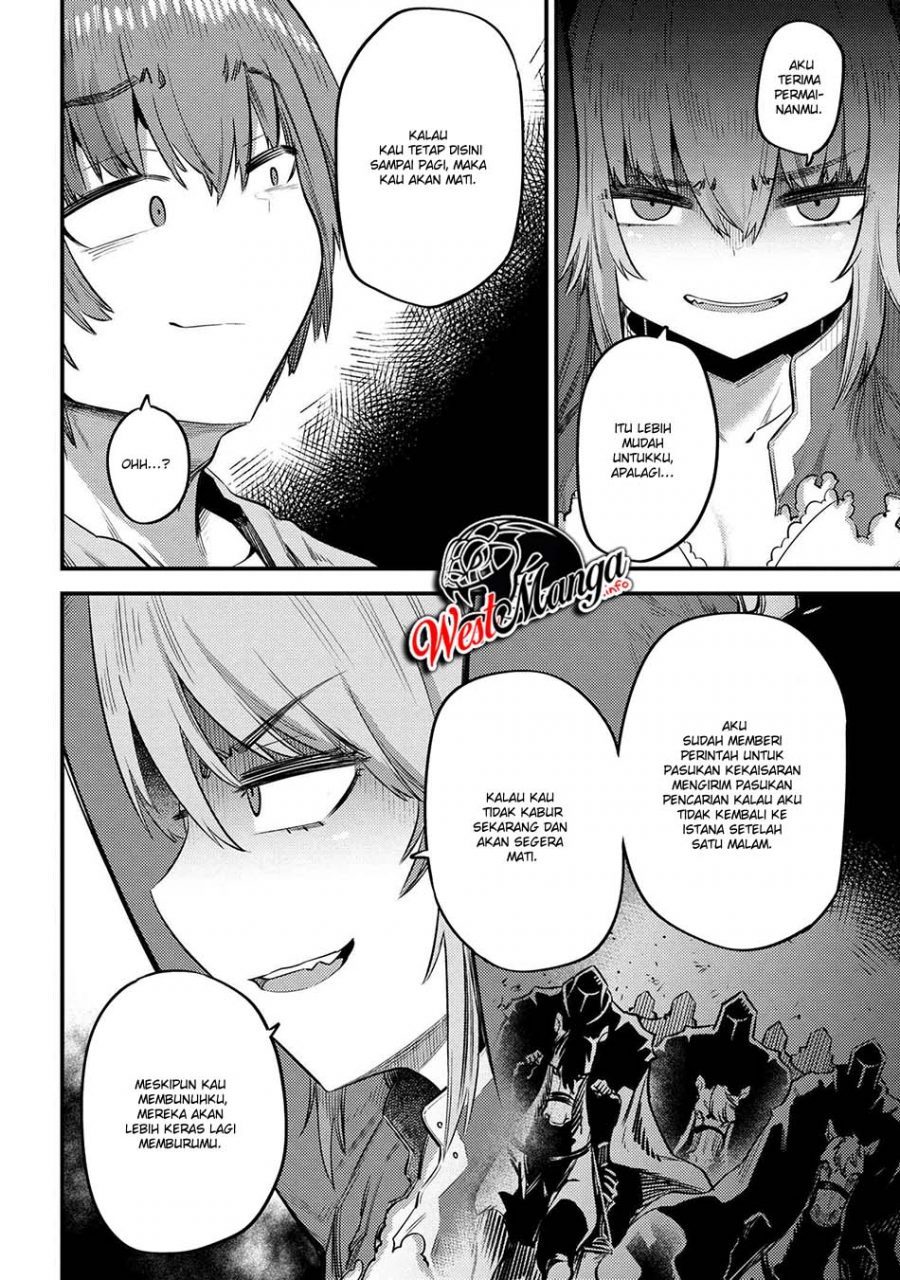 AKU
TERIMA
PERMAI-
NANMU.
ITU LEBIH
MUDAH
UNTUKKU,
APALAGI...
KALAU
KAU TETAP DISINI
SAMPAI PAGI, MAKA
KAU AKAN MATI.
OHH...?
WestManga
.info
AKU
SUDAH MEMBERI
PERINTAH UNTUK
PASUKAN KEKAISARAN
MENGIRIM PASUKAN
PENCARIAN KALAU AKU
TIDAK KEMBALI KE
ISTANA SETELAH
SATU MALAM.
KALAU KAU
TIDAK KABUR
SEKARANG DAN
AKAN SEGERA
MATI.
MESKIPUN KAU
MEMBUNUHKU,
MEREKA AKAN
LEBIH KERAS LAGI
MEMBURUMU.